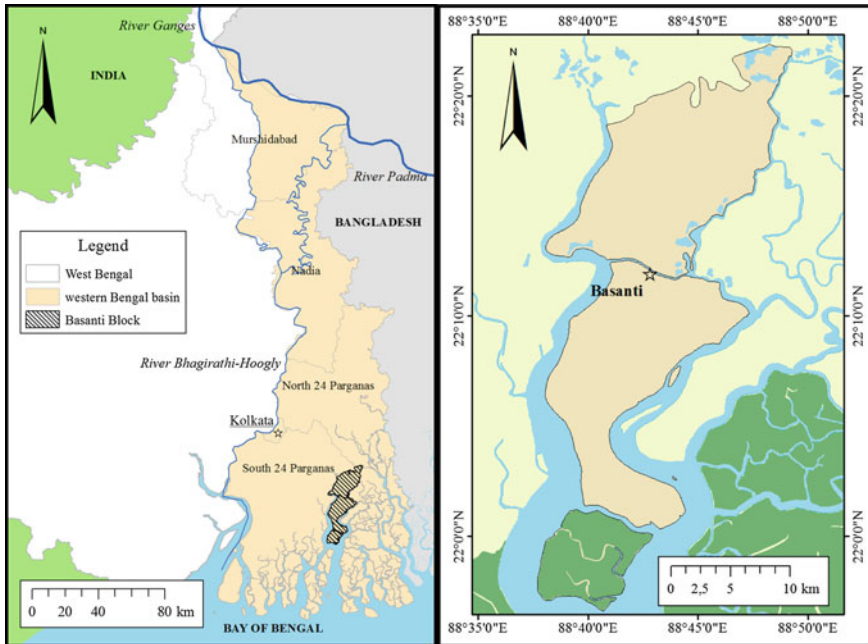 River Ganges
N
INDIA
Murshidabad
River Padma
BANGLADESH
Legend
West Bengal
western Bengal basin
Basanti Block
Nadia
River Bhagirathi-Hoogly
North 24 Parganas
Kolkata
South 24 Parganas
0 20 40 80 km
BAY OF BENGAL
88°35'0"E 88°40'0"E 88°45'0"E 88°50'0"E
N
22°20'0"N 22°20'0"N
Basanti
22°10'0"N 22°10'0"N
22°0'0"N 22°0'0"N
0 2,5 5 10 km
88°35'0"E 88°40'0"E 88°45'0"E 88°50'0"E